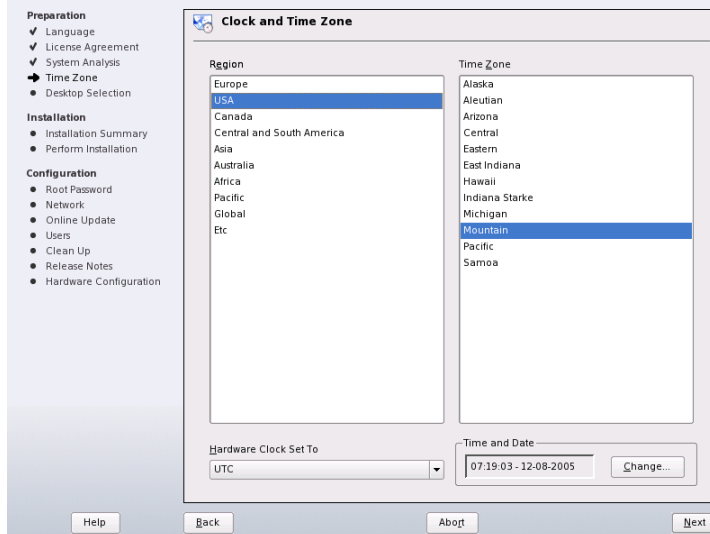 Preparation
Language
License Agreement
System Analysis
Time Zone
Desktop Selection
Installation
Installation Summary
Perform Installation
Configuration
Root Password
Network
Online Update
Users
Clean Up
Release Notes
Hardware Configuration
Clock and Time Zone
Region
Europe
USA
Canada
Central and South America
Asia
Australia
Africa
Pacific
Global
Etc
Time Zone
Alaska
Aleutian
Arizona
Central
Eastern
East Indiana
Hawaii
Indiana Starke
Michigan
Mountain
Pacific
Samoa
Hardware Clock Set To
UTC
Time and Date
07:19:03 - 12-08-2005
Change...
Help
Back
Abort
Next